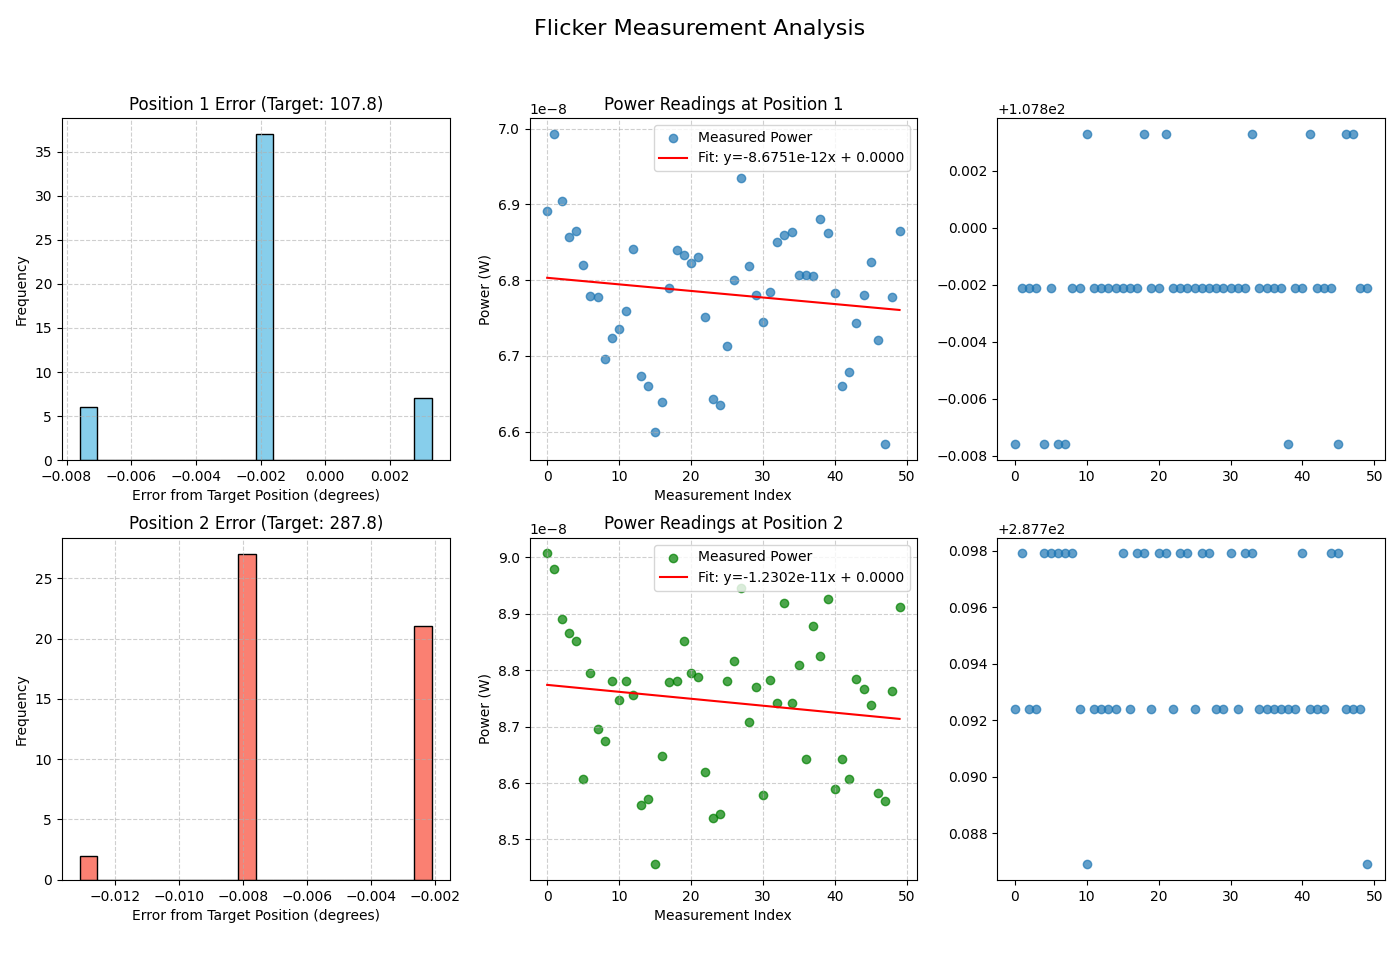 Flicker Measurement Analysis
Position 1 Error (Target: 107.8)
Frequency
35
30
25
20
15
10
5
0
−0.008 −0.006 −0.004 −0.002 0.000 0.002
Error from Target Position (degrees)
1e−8
Power Readings at Position 1
Measured Power
Fit: y=-8.6751e-12x + 0.0000
Power (W)
7.0
6.9
6.8
6.7
6.6
0 10 20 30 40 50
Measurement Index
+1.078e2
0.002
0.000
−0.002
−0.004
−0.006
−0.008
0 10 20 30 40 50
Position 2 Error (Target: 287.8)
Frequency
25
20
15
10
5
0
−0.012 −0.010 −0.008 −0.006 −0.004 −0.002
Error from Target Position (degrees)
1e−8
Power Readings at Position 2
Measured Power
Fit: y=-1.2302e-11x + 0.0000
Power (W)
9.0
8.9
8.8
8.7
8.6
8.5
0 10 20 30 40 50
Measurement Index
+2.877e2
0.098
0.096
0.094
0.092
0.090
0.088
0 10 20 30 40 50